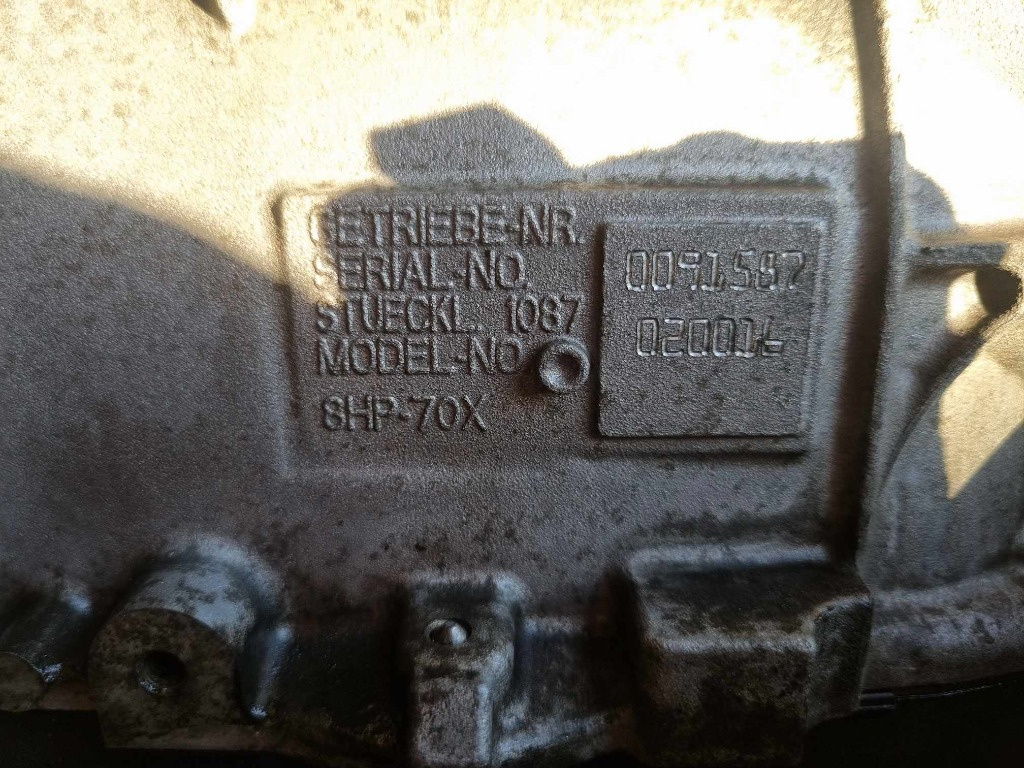 GETRIEBE-NR.
SERIAL-NO. 0091587
STUECKL. 1087
MODEL-NO 020016
8HP-70X